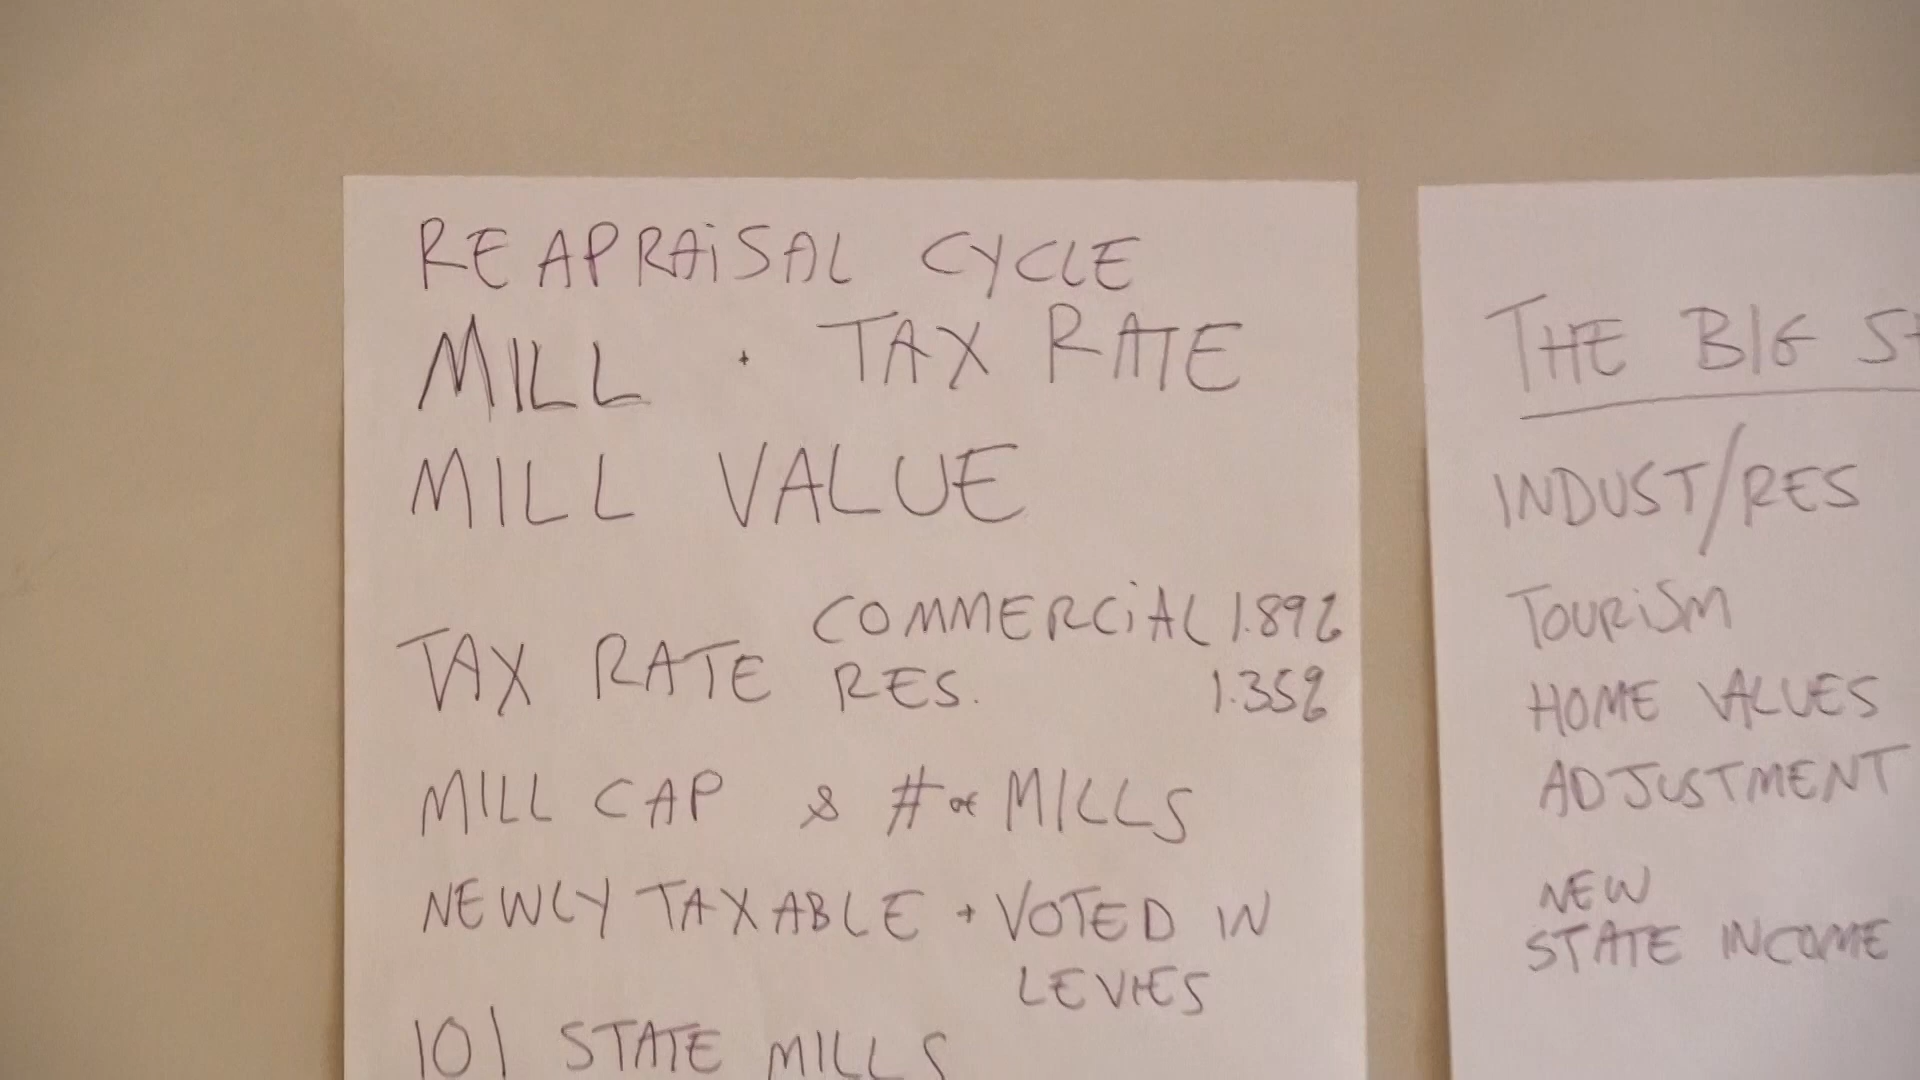 REAPRAISAL CYCLE
MILL + TAX RATE
MILL VALUE
TAX RATE COMMERCIAL 1.89%
RES. 1.35%
MILL CAP & # OF MILLS
NEWLY TAXABLE + VOTED IN
LEVIES
101 STATE MILLS
THE BIG
INDUST/RES
TOURISM
HOME VALUES
ADJUSTMENT
NEW
STATE INCOME